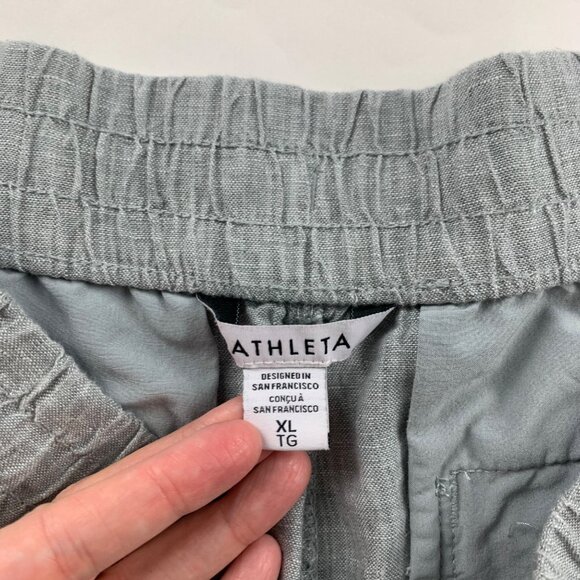 ATHLETA
DESIGNED IN
SAN FRANCISCO
CONÇU À
SAN FRANCISCO
XL
TG